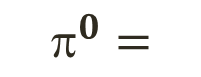 π⁰ =